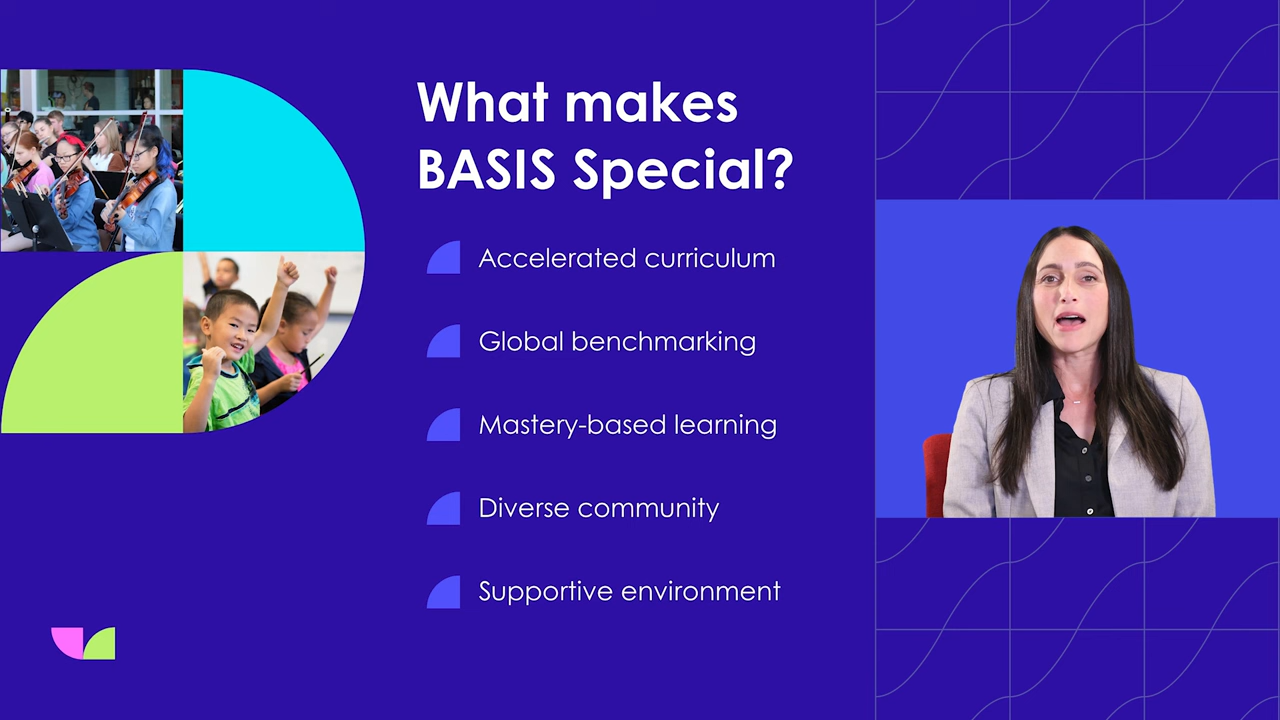 What makes
BASIS Special?
Accelerated curriculum
Global benchmarking
Mastery-based learning
Diverse community
Supportive environment